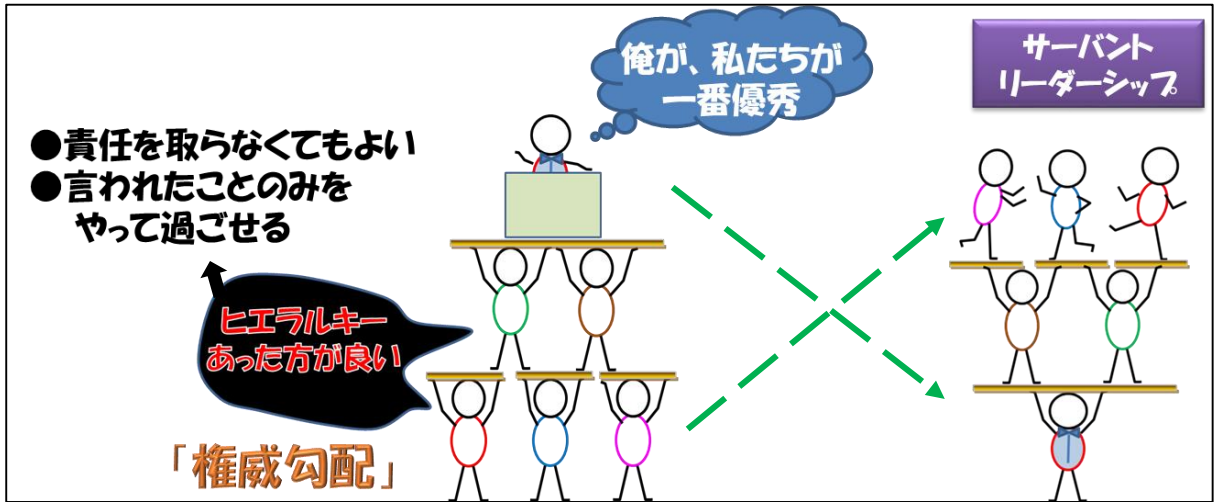 俺が、私たちが
一番優秀
サーバント
リーダーシップ
●責任を取らなくてもよい
●言われたことのみを
やって過ごせる
ヒエラルキー
あった方が良い
「権威勾配」